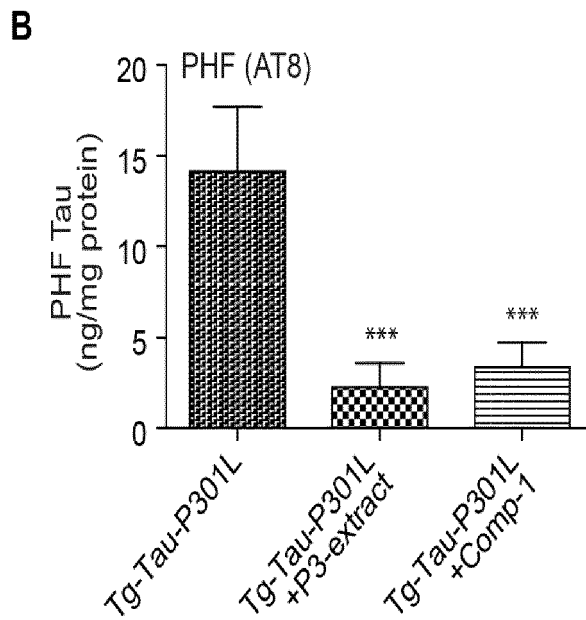 B
PHF (AT8)
PHF Tau
(ng/mg protein)
20
15
10
5
0
***
***
Tg-Tau-P301L
Tg-Tau-P301L
+P3-extract
Tg-Tau-P301L
+Comp-1